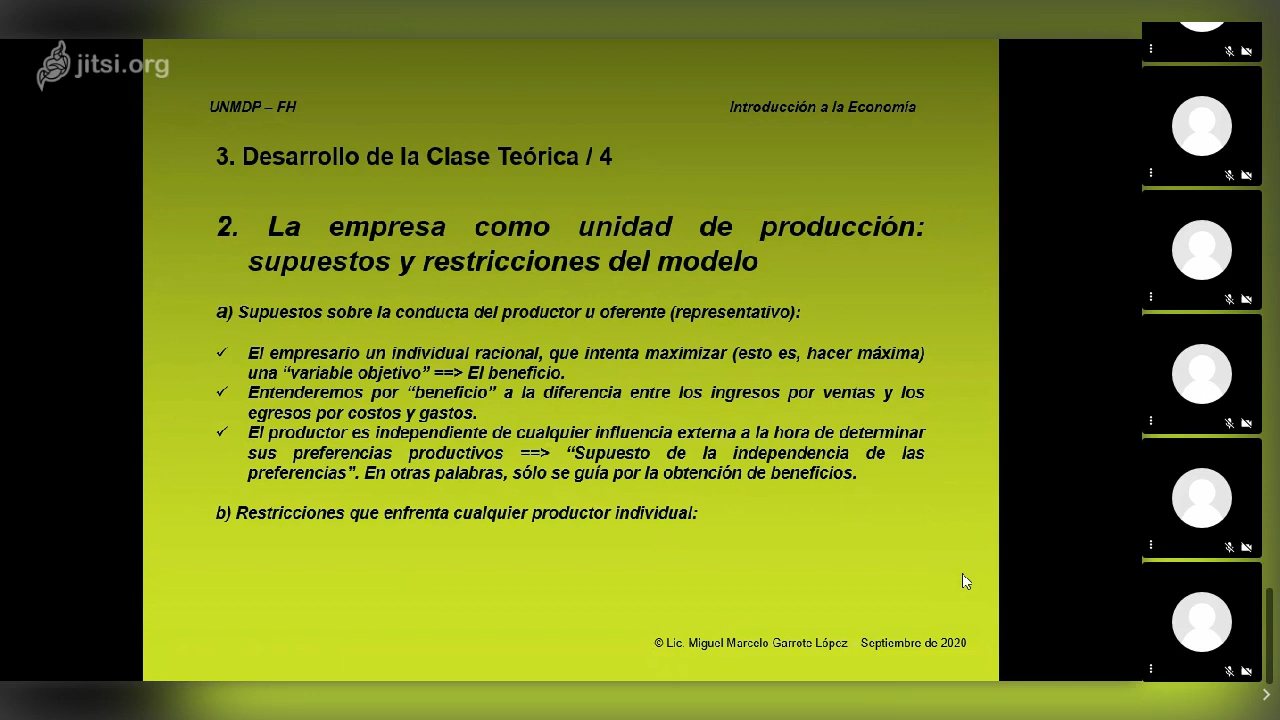 jitsi.org
UNMDP – FH
Introducción a la Economía
3. Desarrollo de la Clase Teórica / 4
2. La empresa como unidad de producción:
supuestos y restricciones del modelo
a) Supuestos sobre la conducta del productor u oferente (representativo):
✓ El empresario un individual racional, que intenta maximizar (esto es, hacer máxima)
una “variable objetivo” ==> El beneficio.
✓ Entenderemos por “beneficio” a la diferencia entre los ingresos por ventas y los
egresos por costos y gastos.
✓ El productor es independiente de cualquier influencia externa a la hora de determinar
sus preferencias productivos ==> “Supuesto de la independencia de las
preferencias”. En otras palabras, sólo se guía por la obtención de beneficios.
b) Restricciones que enfrenta cualquier productor individual:
© Lic. Miguel Marcelo Garrote López Septiembre de 2020